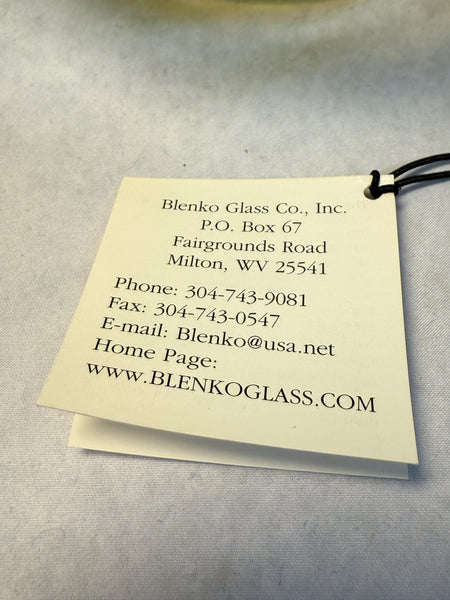 Blenko Glass Co., Inc.
P.O. Box 67
Fairgrounds Road
Milton, WV 25541
Phone: 304-743-9081
Fax: 304-743-0547
E-mail: Blenko@usa.net
Home Page:
WWW.BLENKOGLASS.COM